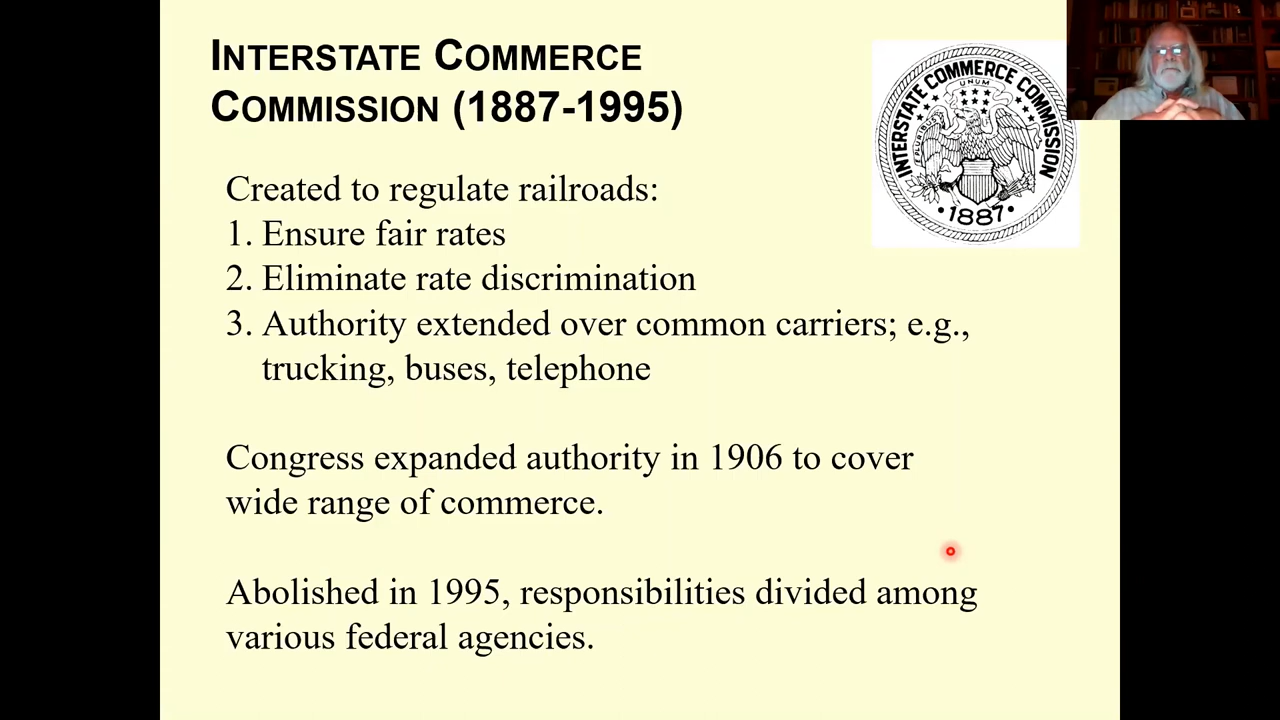 INTERSTATE COMMERCE
COMMISSION (1887-1995)
INTERSTATE COMMERCE COMMISSION
UNUM
E PLURIBUS
• 1887 •
Created to regulate railroads:
1. Ensure fair rates
2. Eliminate rate discrimination
3. Authority extended over common carriers; e.g.,
trucking, buses, telephone
Congress expanded authority in 1906 to cover
wide range of commerce.
Abolished in 1995, responsibilities divided among
various federal agencies.